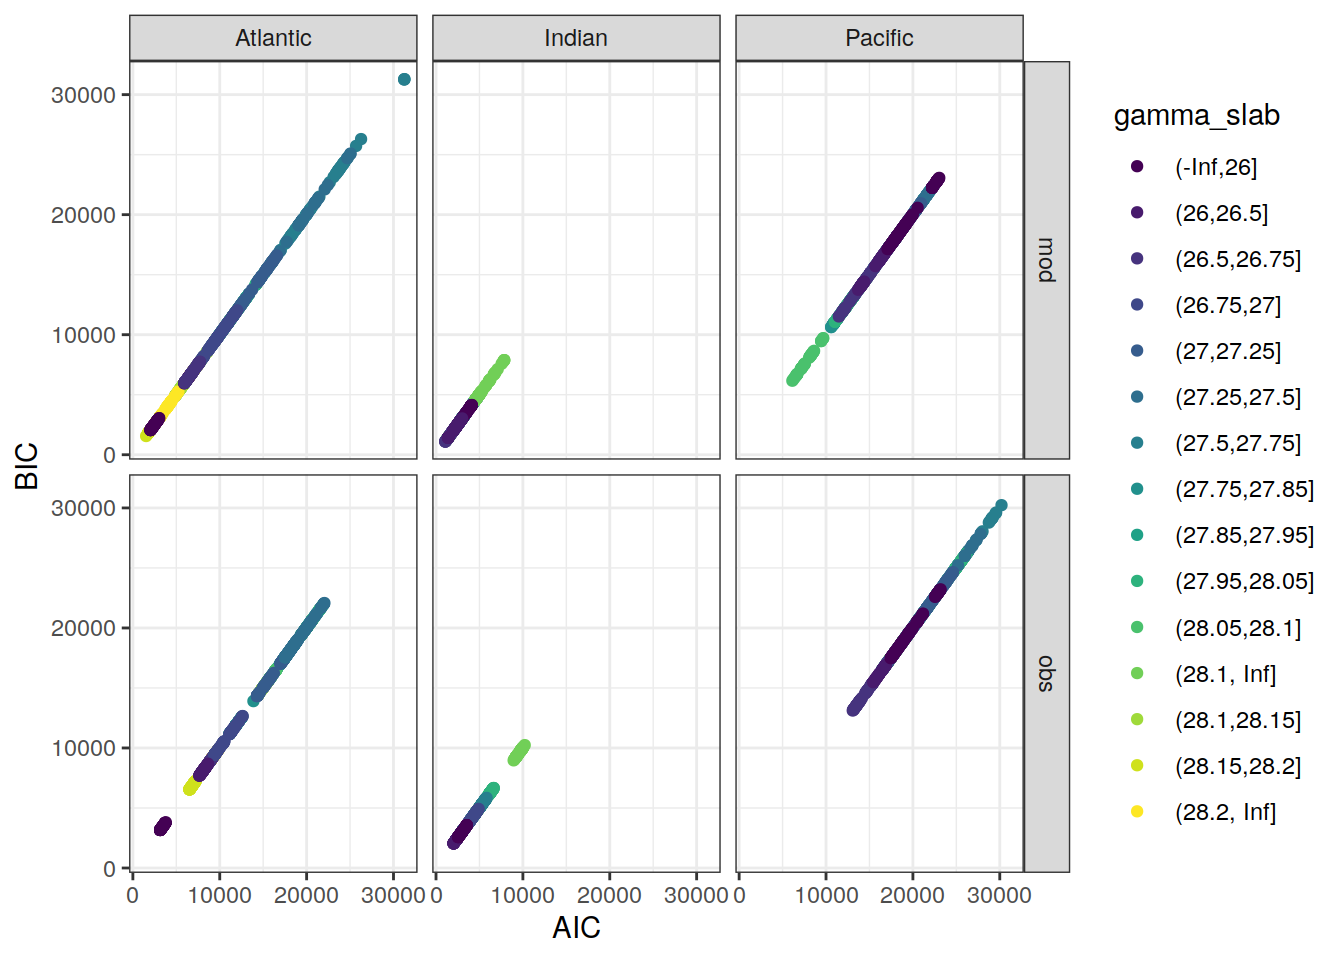 Atlantic
Indian
Pacific
30000
20000
10000
0
mod
30000
20000
10000
0
obs
0
10000
20000
30000
0
10000
20000
30000
0
10000
20000
30000
AIC
BIC
gamma_slab
(-Inf,26]
(26,26.5]
(26.5,26.75]
(26.75,27]
(27,27.25]
(27.25,27.5]
(27.5,27.75]
(27.75,27.85]
(27.85,27.95]
(27.95,28.05]
(28.05,28.1]
(28.1, Inf]
(28.1,28.15]
(28.15,28.2]
(28.2, Inf]